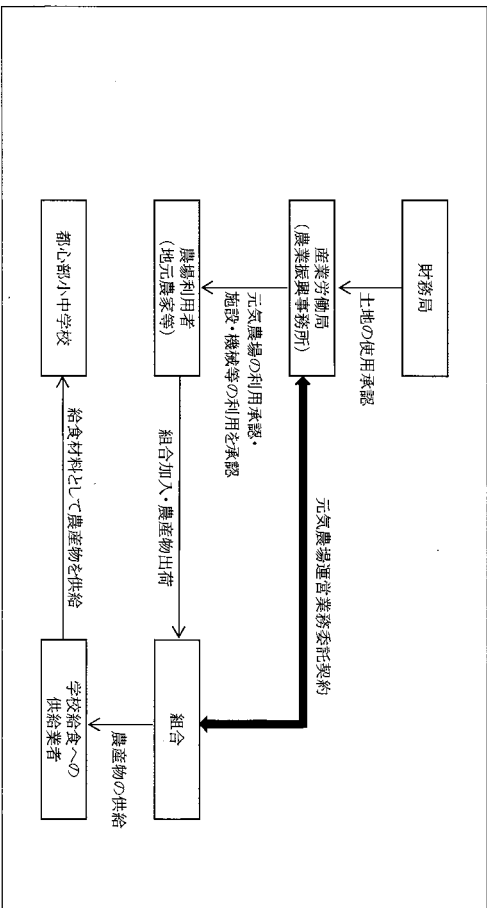 財務局
土地の使用承認
産業労働局
(農業振興事務所)
元気農場運営業務委託契約
元気農場の利用承認・
施設・機械等の利用を承認
農場利用者
(地元農家等)
組合加入・農産物出荷
組合
農産物の供給
都心部小中学校
給食材料として農産物を供給
学校給食への
供給業者